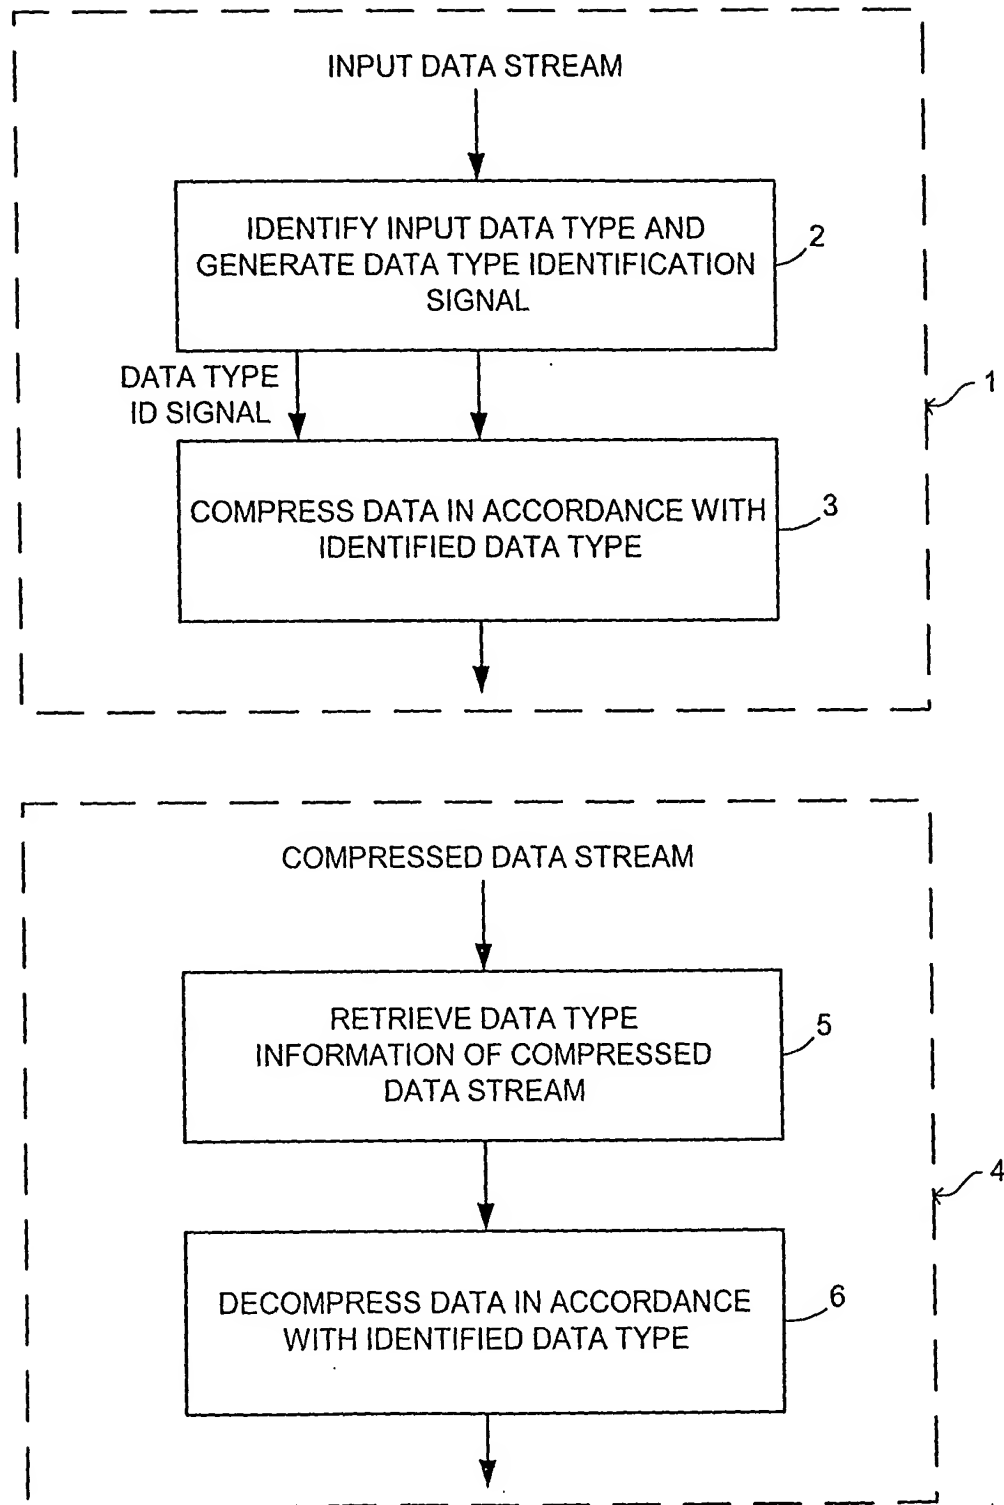 INPUT DATA STREAM
IDENTIFY INPUT DATA TYPE AND
GENERATE DATA TYPE IDENTIFICATION
SIGNAL
2
DATA TYPE
ID SIGNAL
1
COMPRESS DATA IN ACCORDANCE WITH
IDENTIFIED DATA TYPE
3
COMPRESSED DATA STREAM
RETRIEVE DATA TYPE
INFORMATION OF COMPRESSED
DATA STREAM
5
4
DECOMPRESS DATA IN ACCORDANCE
WITH IDENTIFIED DATA TYPE
6